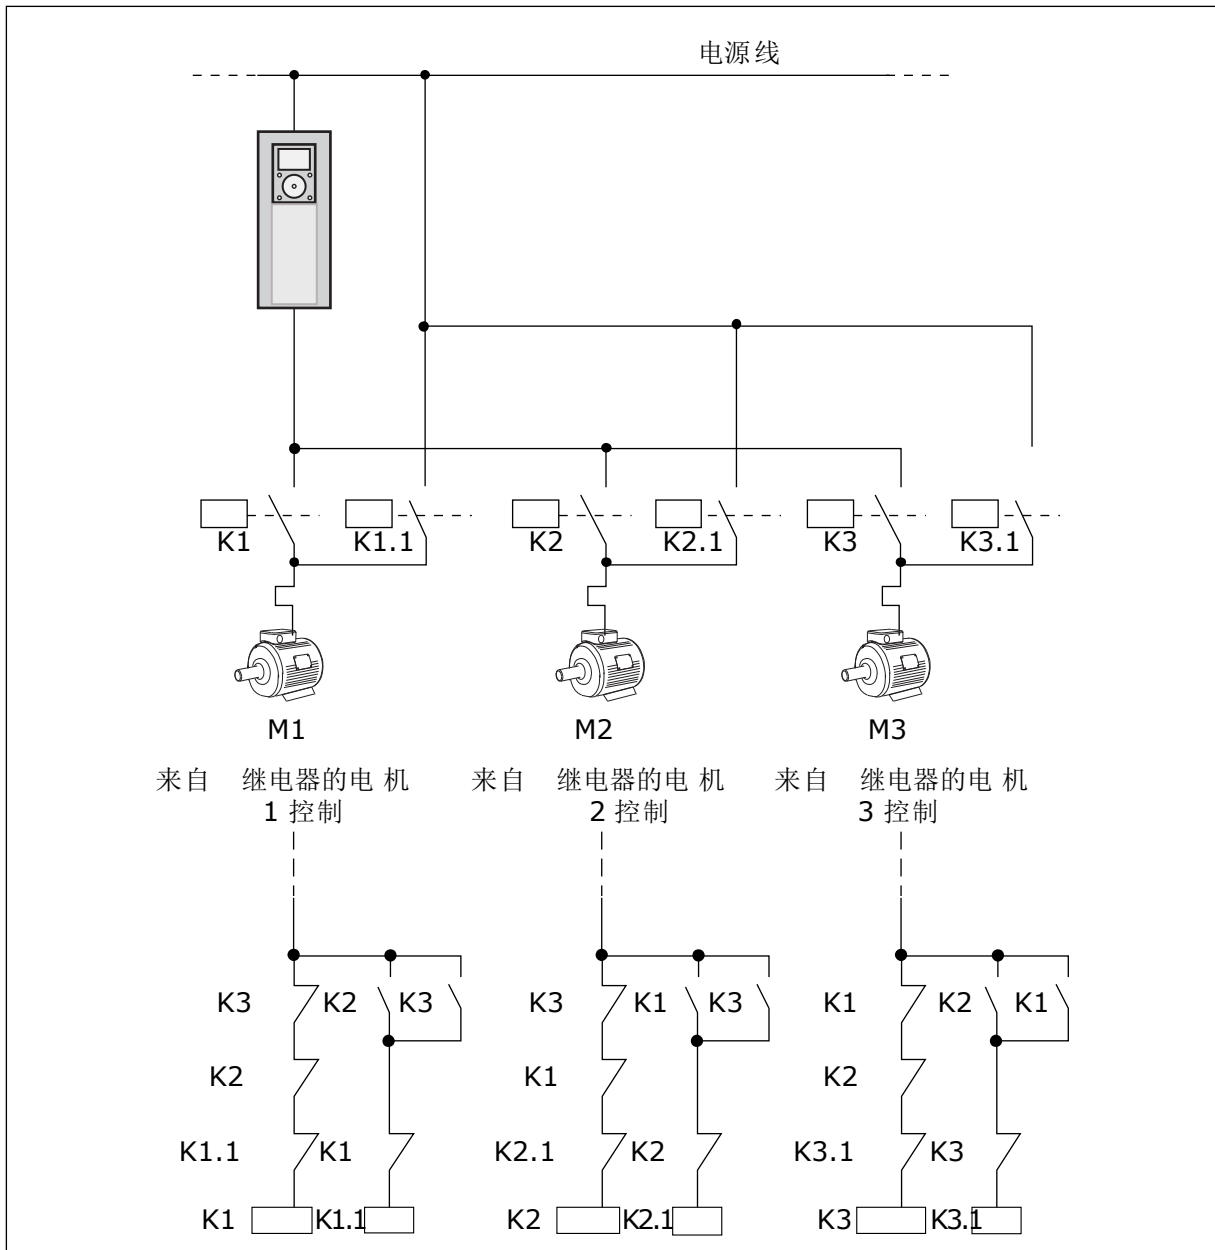 电源线
K1 K1.1 K2 K2.1 K3 K3.1
M1 M2 M3
来自 继电器的电 机 来自 继电器的电 机 来自 继电器的电 机
1 控制 2 控制 3 控制
K3 K2 K3 K3 K1 K3 K1 K2 K1
K2 K1 K2
K1.1 K1 K2.1 K2 K3.1 K3
K1 K1.1 K2 K2.1 K3 K3.1